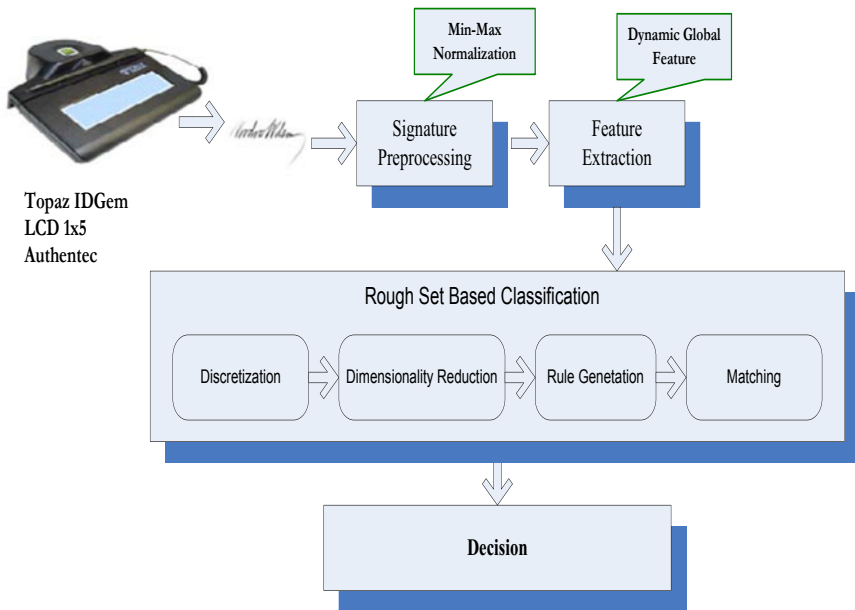 Min-Max
Normalization
Dynamic Global
Feature
Signature
Preprocessing
Feature
Extraction
Topaz IDGem
LCD 1x5
Authentec
Rough Set Based Classification
Discretization
Dimensionality Reduction
Rule Genetation
Matching
Decision